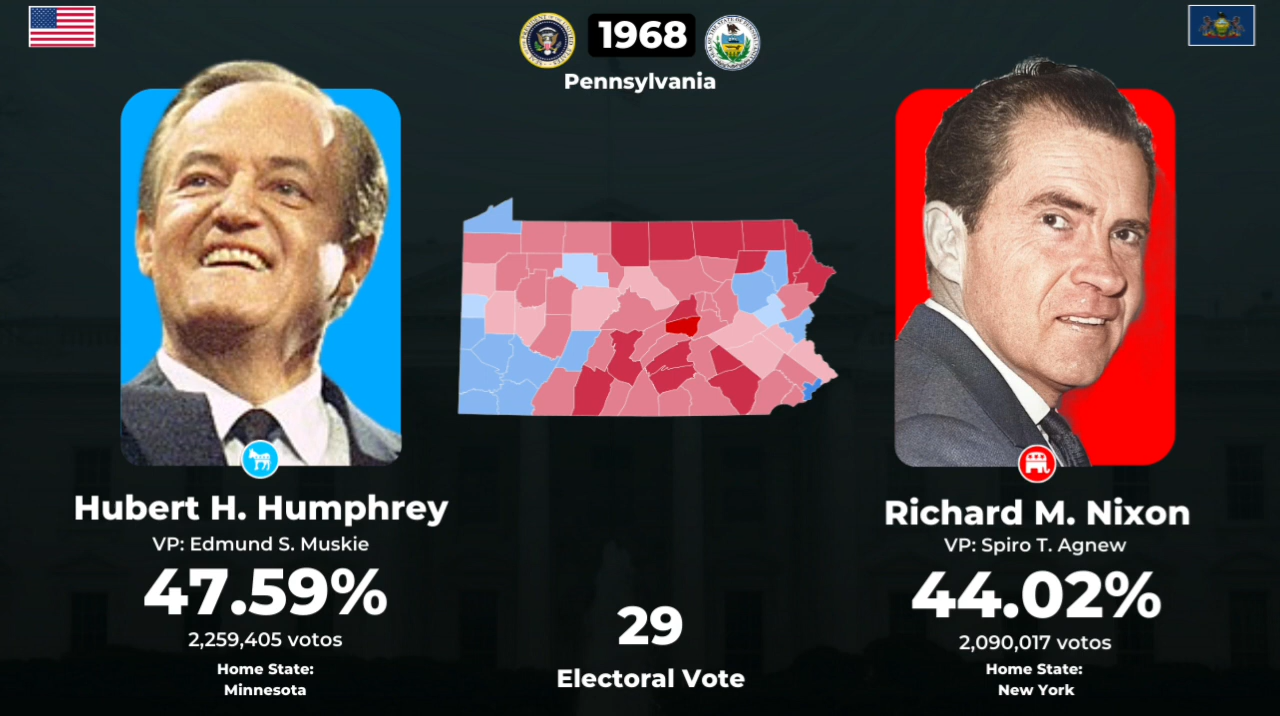 1968
Pennsylvania
Hubert H. Humphrey
VP: Edmund S. Muskie
47.59%
2,259,405 votos
Home State:
Minnesota
29
Electoral Vote
Richard M. Nixon
VP: Spiro T. Agnew
44.02%
2,090,017 votos
Home State:
New York